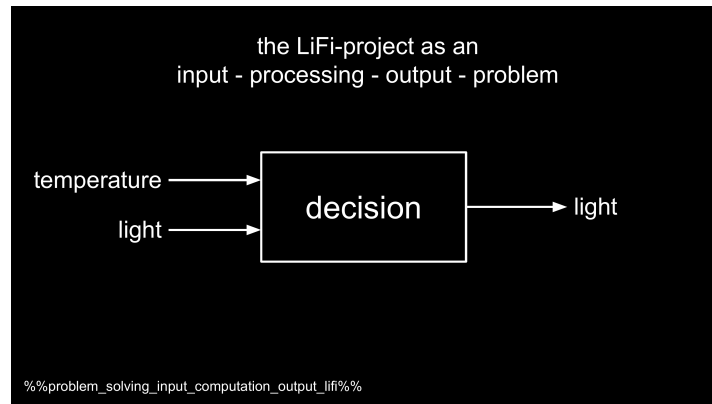 the LiFi-project as an
input - processing - output - problem
temperature
light
decision
light
%%problem_solving_input_computation_output_lifi%%